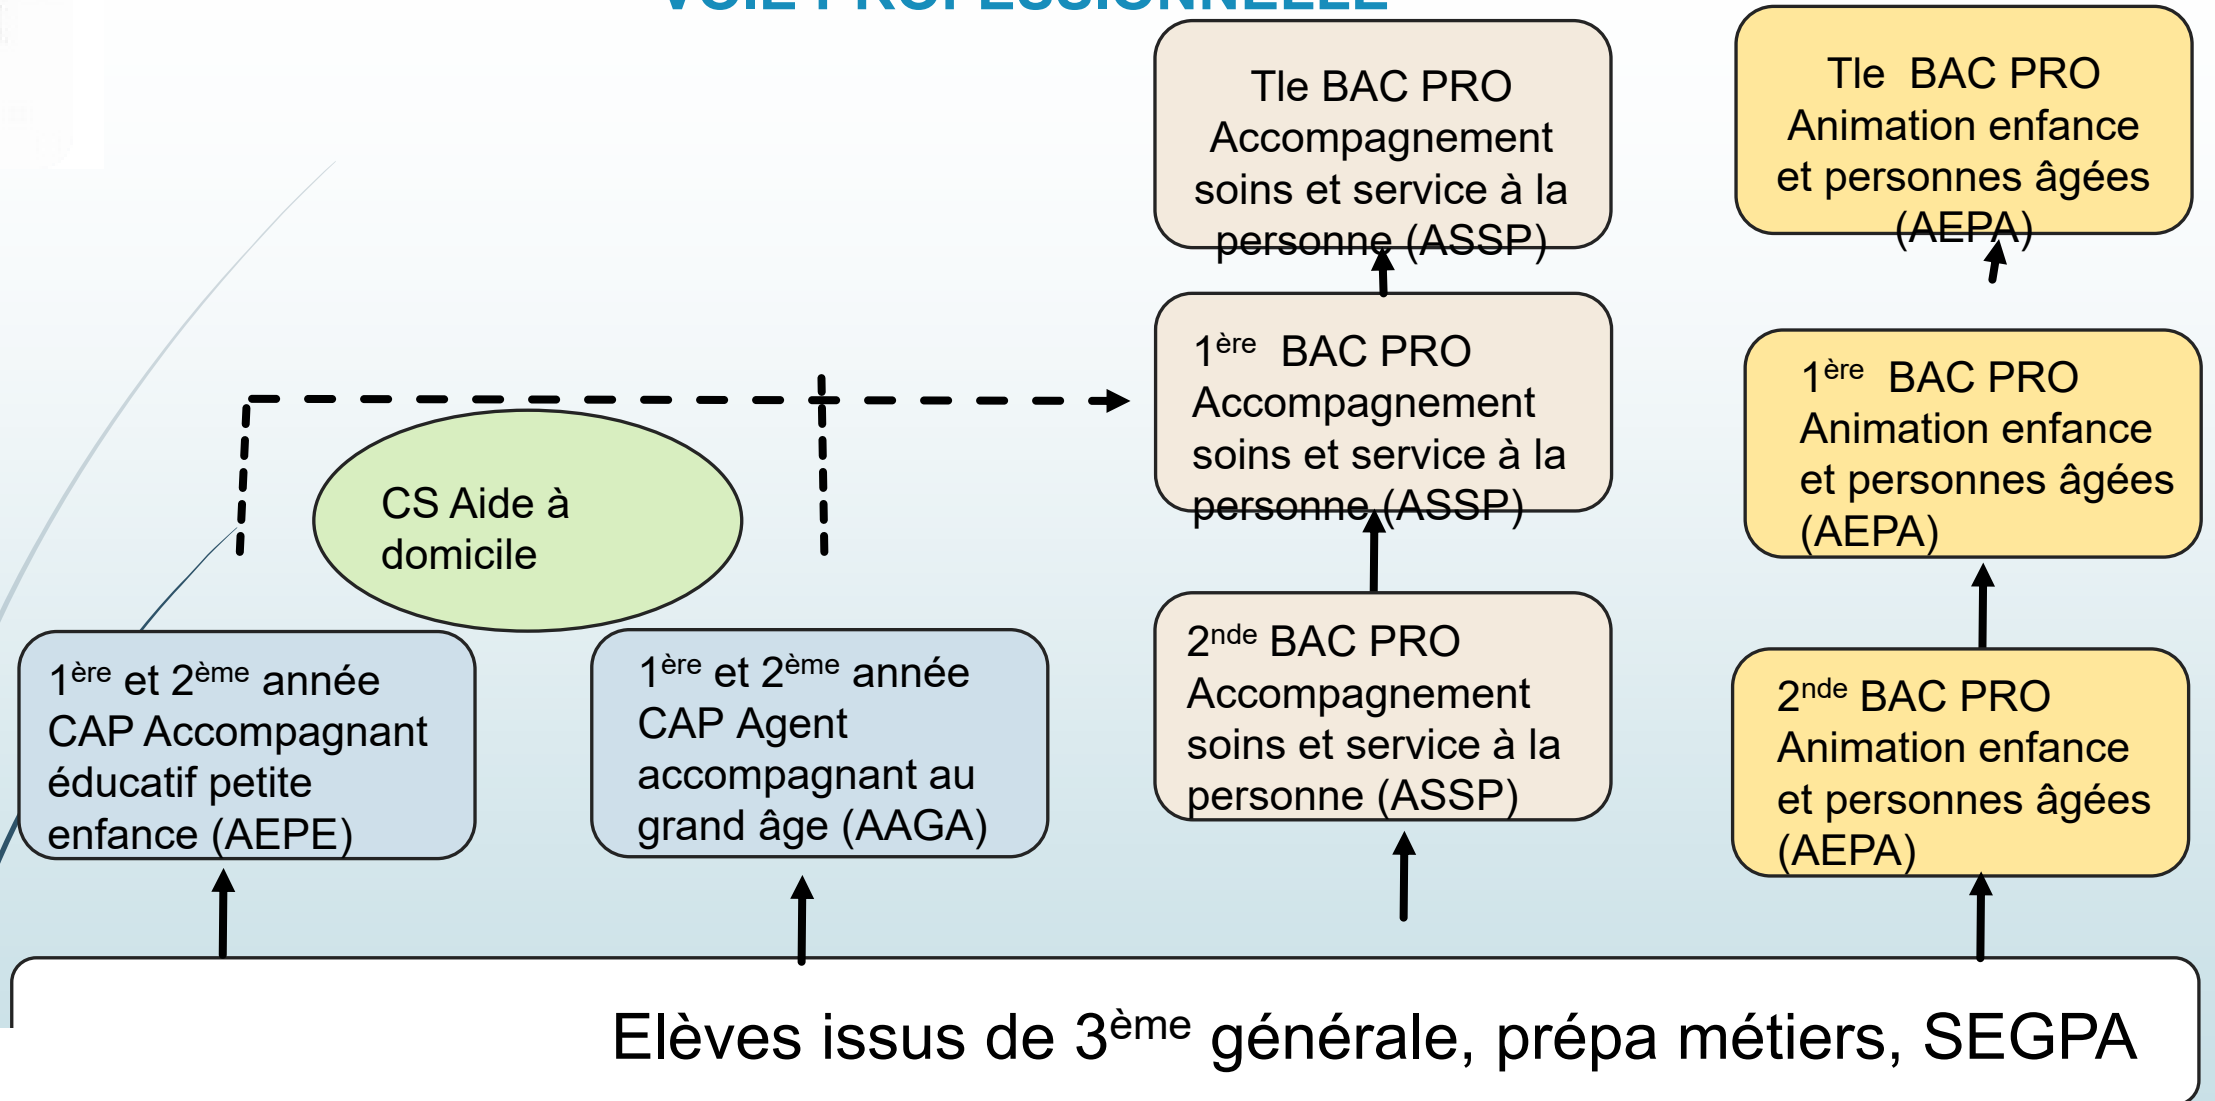 VOIE PROFESSIONNELLE
Tle BAC PRO
Accompagnement
soins et service à la
personne (ASSP)
Tle BAC PRO
Animation enfance
et personnes âgées
(AEPA)
1ère BAC PRO
Accompagnement
soins et service à la
personne (ASSP)
1ère BAC PRO
Animation enfance
et personnes âgées
(AEPA)
CS Aide à
domicile
1ère et 2ème année
CAP Accompagnant
éducatif petite
enfance (AEPE)
1ère et 2ème année
CAP Agent
accompagnant au
grand âge (AAGA)
2nde BAC PRO
Accompagnement
soins et service à la
personne (ASSP)
2nde BAC PRO
Animation enfance
et personnes âgées
(AEPA)
Elèves issus de 3ème générale, prépa métiers, SEGPA